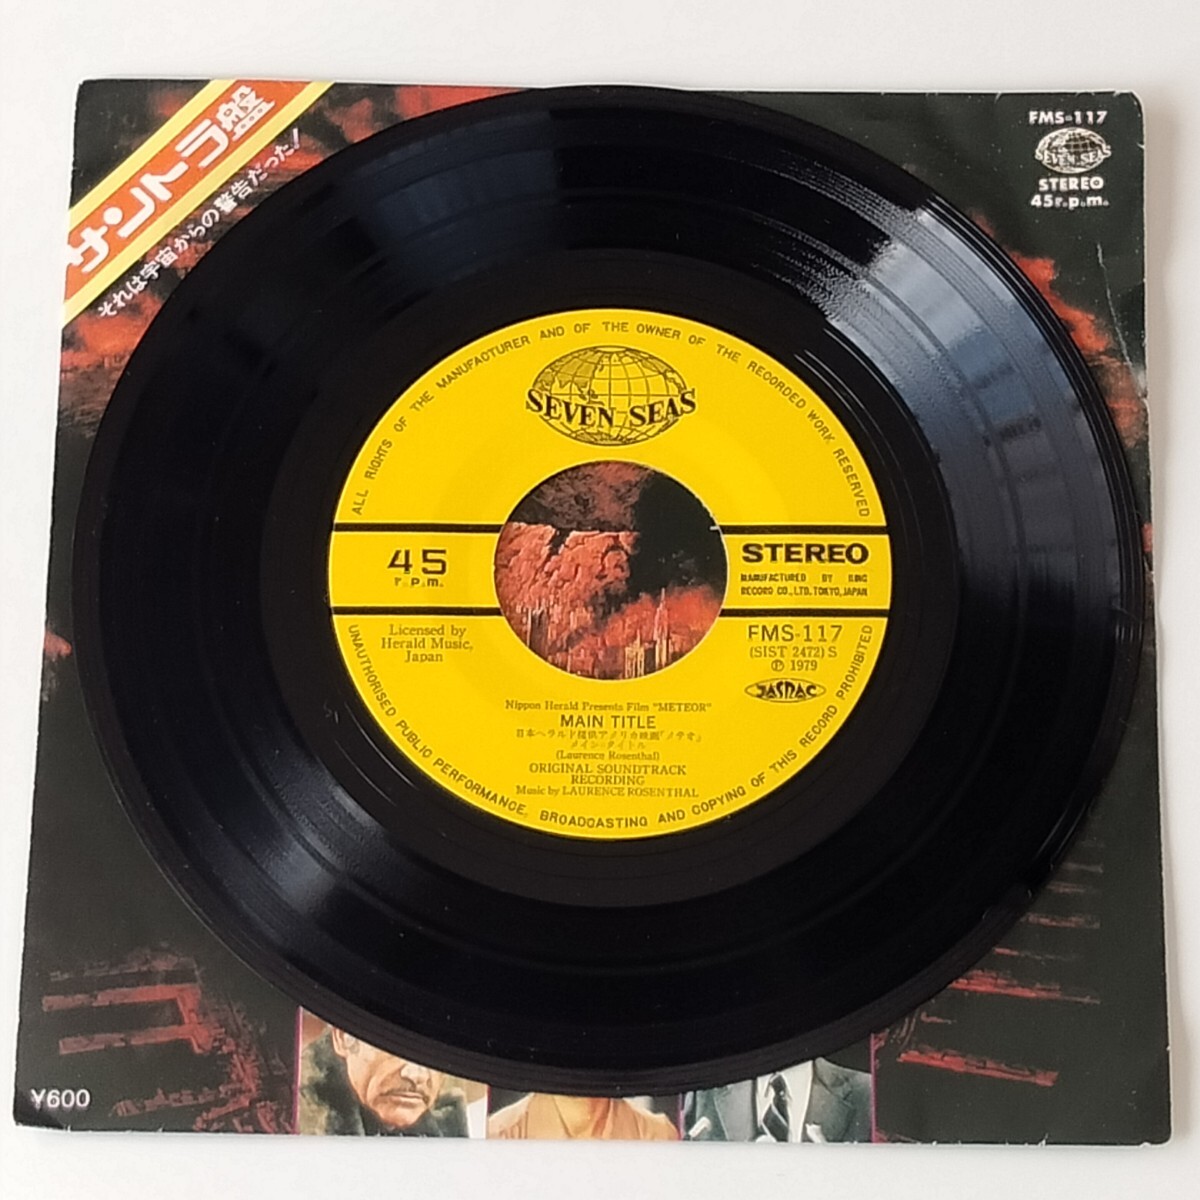 サントラ盤
それは宇宙からの警告だった!
FMS-117
SEVEN SEAS
STEREO
45r.p.m.
ALL RIGHTS OF THE MANUFACTURER AND OF THE OWNER OF THE RECORDED WORK RESERVED
SEVEN SEAS
45
r.p.m.
STEREO
MANUFACTURED BY KING
RECORD CO., LTD. TOKYO, JAPAN
Licensed by
Herald Music,
Japan
FMS-117
(SIST 2472) S
Ⓟ 1979
JASRAC
Nippon Herald Presents Film "METEOR"
MAIN TITLE
日本ヘラルド提供アメリカ映画「メテオ」
メイン・タイトル
(Laurence Rosenthal)
ORIGINAL SOUNDTRACK
RECORDING
Music by LAURENCE ROSENTHAL
UNAUTHORISED PUBLIC PERFORMANCE, BROADCASTING AND COPYING OF THIS RECORD PROHIBITED
¥600